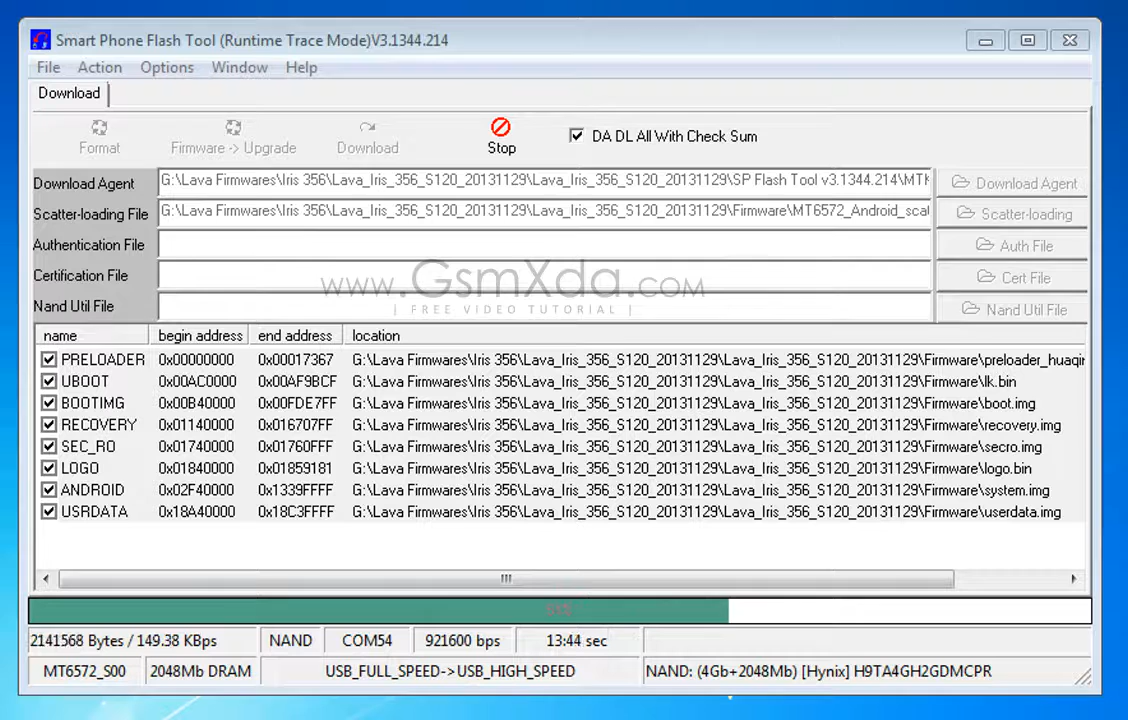 Smart Phone Flash Tool (Runtime Trace Mode)V3.1344.214
File Action Options Window Help
Download
Format Firmware -> Upgrade Download Stop DA DL All With Check Sum
Download Agent G:\Lava Firmwares\Iris 356\Lava_Iris_356_S120_20131129\Lava_Iris_356_S120_20131129\SP Flash Tool v3.1344.214\MTK Download Agent
Scatter-loading File G:\Lava Firmwares\Iris 356\Lava_Iris_356_S120_20131129\Lava_Iris_356_S120_20131129\Firmware\MT6572_Android_scat Scatter-loading
Authentication File Auth File
Certification File Cert File
www.GsmXda.com
| FREE VIDEO TUTORIAL |
Nand Util File Nand Util File
name begin address end address location
PRELOADER 0x00000000 0x00017367 G:\Lava Firmwares\Iris 356\Lava_Iris_356_S120_20131129\Lava_Iris_356_S120_20131129\Firmware\preloader_huaqin
UBOOT 0x00AC0000 0x00AF9BCF G:\Lava Firmwares\Iris 356\Lava_Iris_356_S120_20131129\Lava_Iris_356_S120_20131129\Firmware\lk.bin
BOOTIMG 0x00B40000 0x00FDE7FF G:\Lava Firmwares\Iris 356\Lava_Iris_356_S120_20131129\Lava_Iris_356_S120_20131129\Firmware\boot.img
RECOVERY 0x01140000 0x016707FF G:\Lava Firmwares\Iris 356\Lava_Iris_356_S120_20131129\Lava_Iris_356_S120_20131129\Firmware\recovery.img
SEC_RO 0x01740000 0x01760FFF G:\Lava Firmwares\Iris 356\Lava_Iris_356_S120_20131129\Lava_Iris_356_S120_20131129\Firmware\secro.img
LOGO 0x01840000 0x01859181 G:\Lava Firmwares\Iris 356\Lava_Iris_356_S120_20131129\Lava_Iris_356_S120_20131129\Firmware\logo.bin
ANDROID 0x02F40000 0x1339FFFF G:\Lava Firmwares\Iris 356\Lava_Iris_356_S120_20131129\Lava_Iris_356_S120_20131129\Firmware\system.img
USRDATA 0x18A40000 0x18C3FFFF G:\Lava Firmwares\Iris 356\Lava_Iris_356_S120_20131129\Lava_Iris_356_S120_20131129\Firmware\userdata.img
2141568 Bytes / 149.38 KBps NAND COM54 921600 bps 13:44 sec
MT6572_S00 2048Mb DRAM USB_FULL_SPEED->USB_HIGH_SPEED NAND: (4Gb+2048Mb) [Hynix] H9TA4GH2GDMCPR